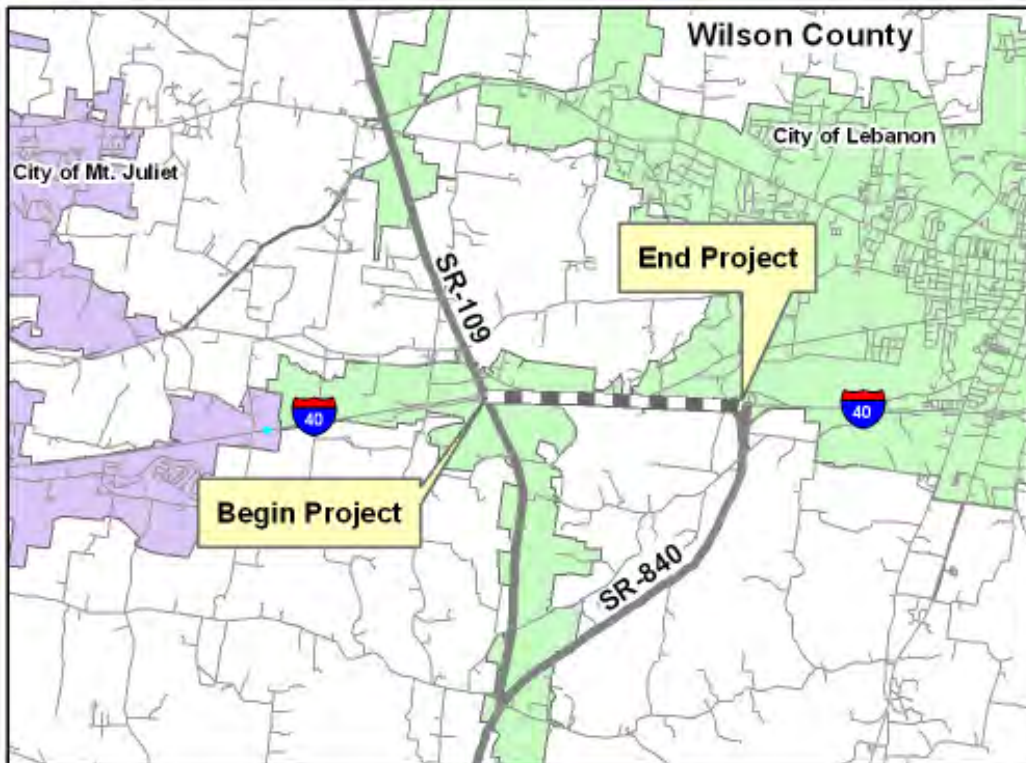 Wilson County
City of Lebanon
City of Mt. Juliet
End Project
SR-109
40
40
Begin Project
SR-840